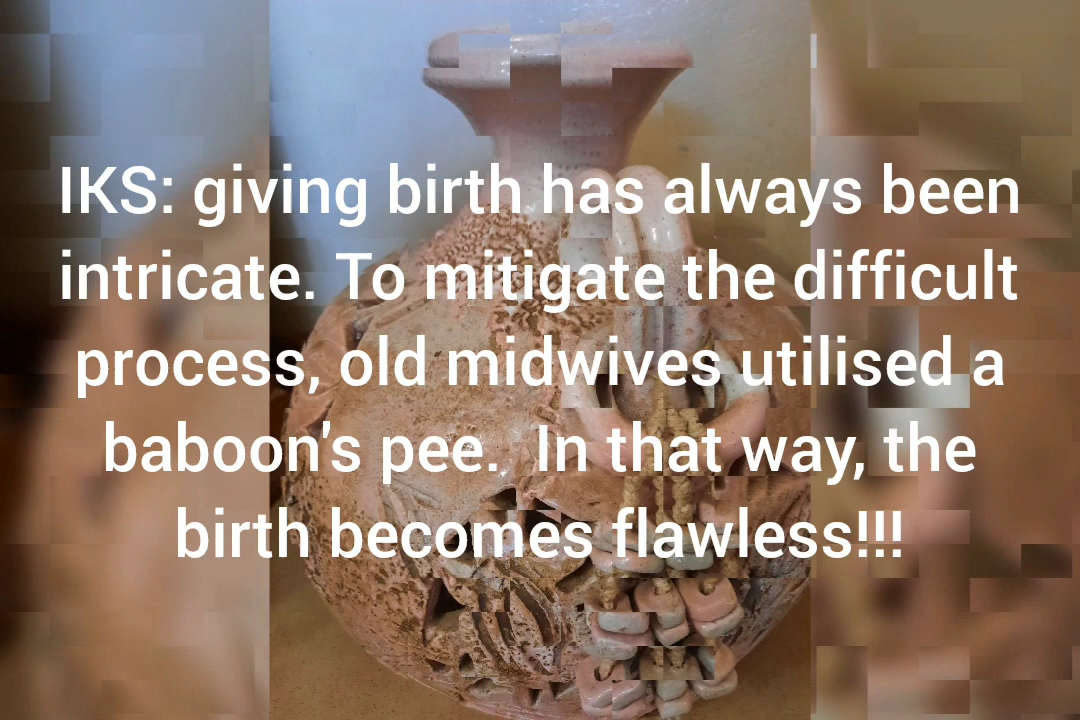 IKS: giving birth has always been
intricate. To mitigate the difficult
process, old midwives utilised a
baboon's pee.  In that way, the
birth becomes flawless!!!